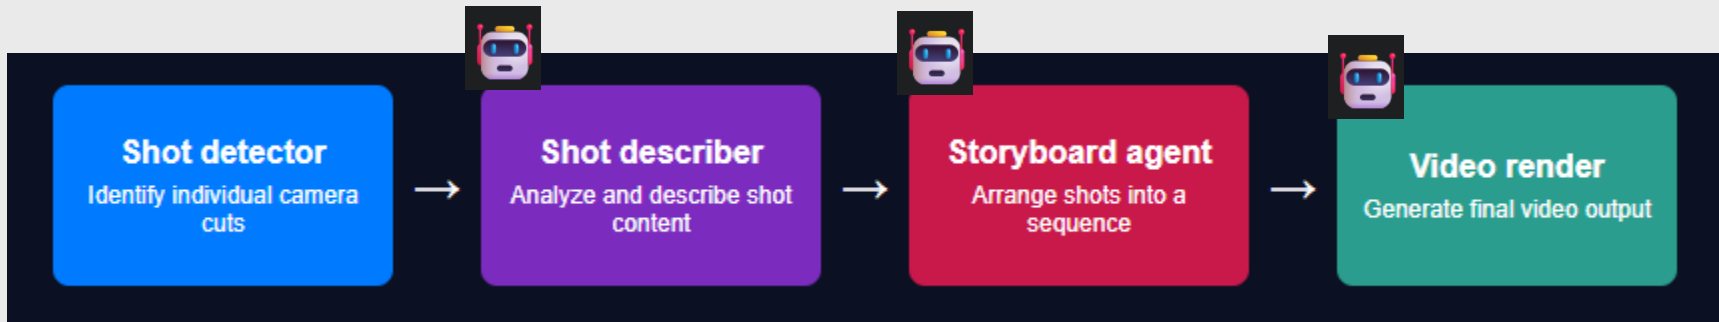 Shot detector
Identify individual camera
cuts
Shot describer
Analyze and describe shot
content
Storyboard agent
Arrange shots into a
sequence
Video render
Generate final video output